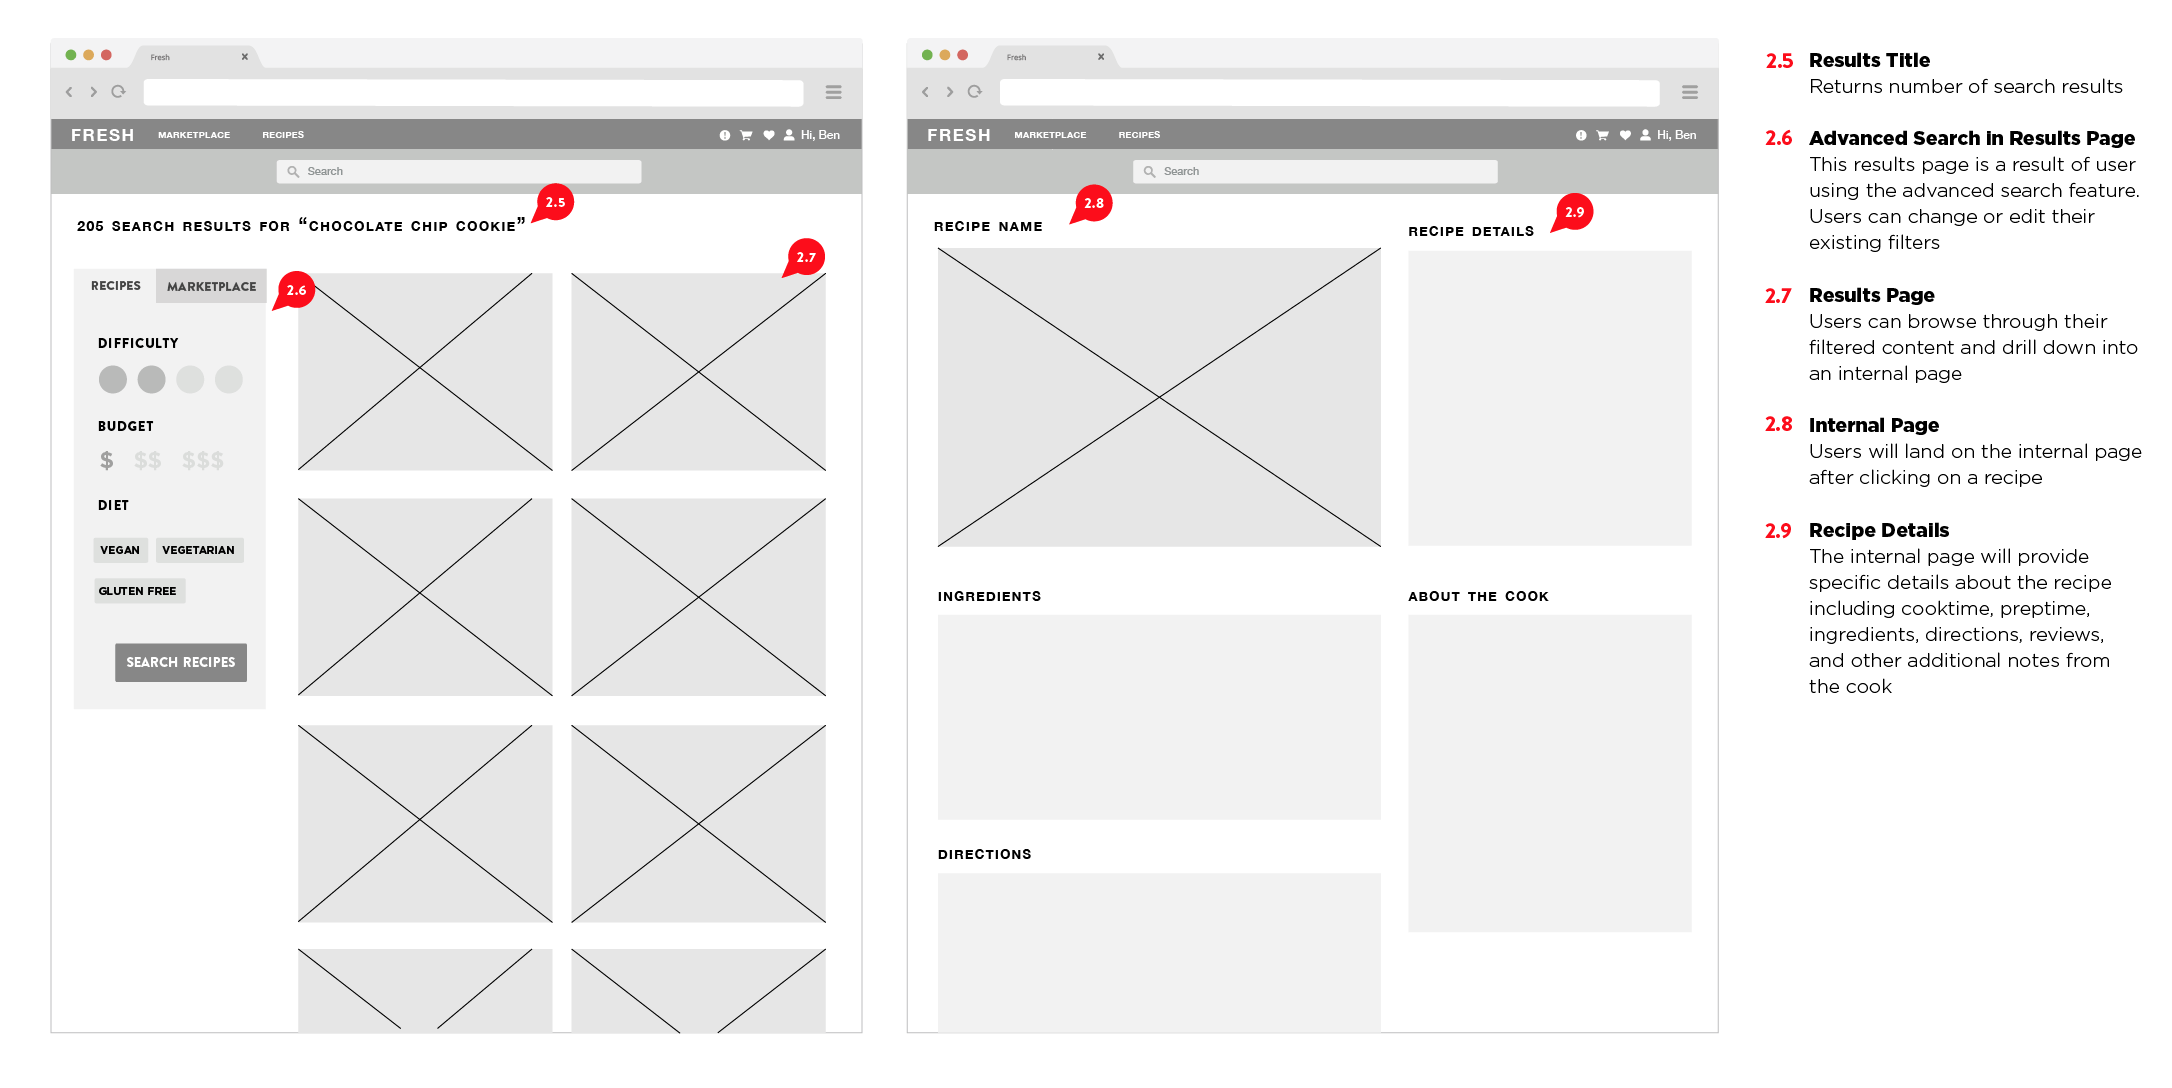 Fresh x
FRESH MARKETPLACE RECIPES Hi, Ben
Search
2.5
205 SEARCH RESULTS FOR “CHOCOLATE CHIP COOKIE”
2.7
2.6
RECIPES MARKETPLACE
DIFFICULTY
BUDGET
$ $$ $$$
DIET
VEGAN VEGETARIAN
GLUTEN FREE
SEARCH RECIPES
Fresh x
FRESH MARKETPLACE RECIPES Hi, Ben
Search
2.8
2.9
RECIPE NAME
RECIPE DETAILS
INGREDIENTS
ABOUT THE COOK
DIRECTIONS
2.5 Results Title
Returns number of search results
2.6 Advanced Search in Results Page
This results page is a result of user
using the advanced search feature.
Users can change or edit their
existing filters
2.7 Results Page
Users can browse through their
filtered content and drill down into
an internal page
2.8 Internal Page
Users will land on the internal page
after clicking on a recipe
2.9 Recipe Details
The internal page will provide
specific details about the recipe
including cooktime, preptime,
ingredients, directions, reviews,
and other additional notes from
the cook